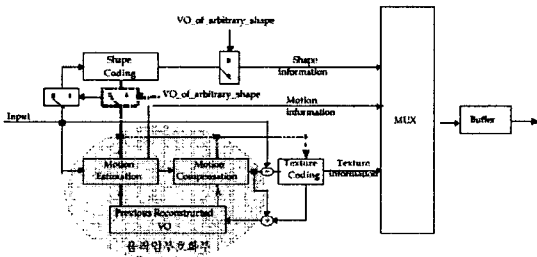 VO_of_arbitrary_shape
Shape
Coding
Shape
information
VO_of_arbitrary_shape
Motion
information
Input
MUX
Buffer
Motion
Estimation
Motion
Compensation
Texture
Coding
Texture
information
Previous Reconstructed
VO